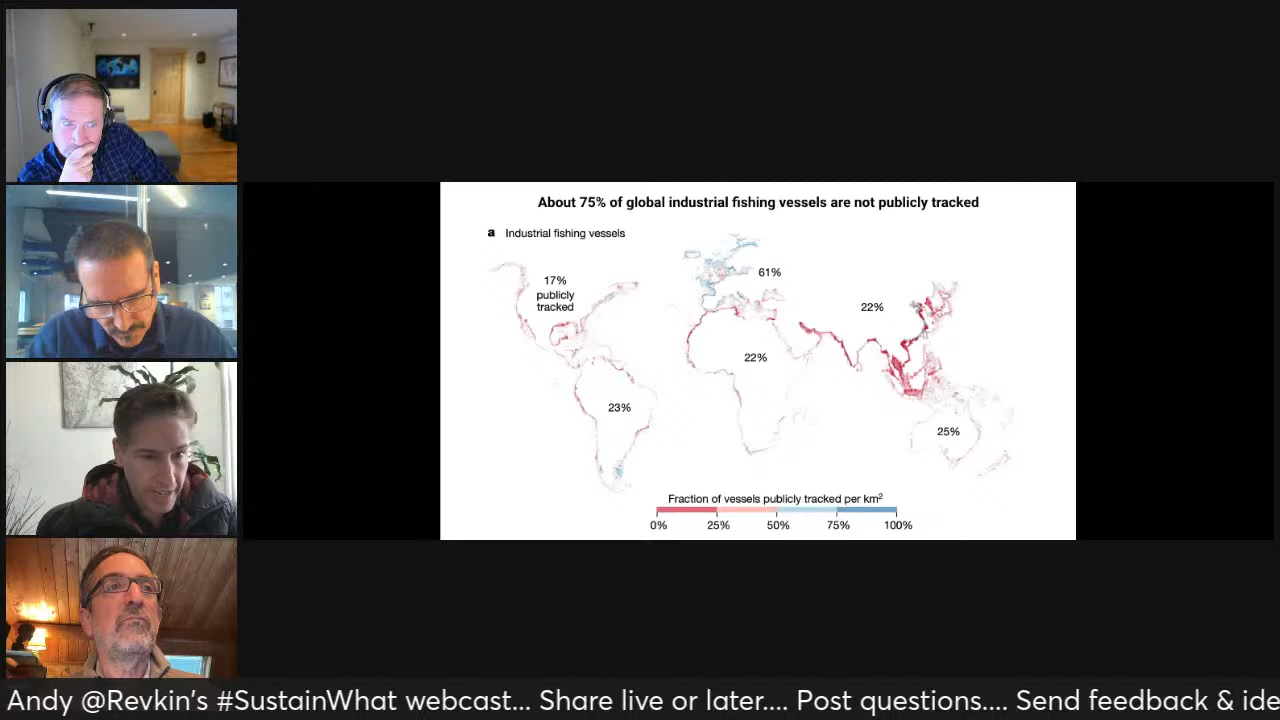 About 75% of global industrial fishing vessels are not publicly tracked
a Industrial fishing vessels
17%
publicly
tracked
61%
22%
22%
23%
25%
Fraction of vessels publicly tracked per km²
0% 25% 50% 75% 100%
Andy @Revkin's #SustainWhat webcast... Share live or later.... Post questions.... Send feedback & ide